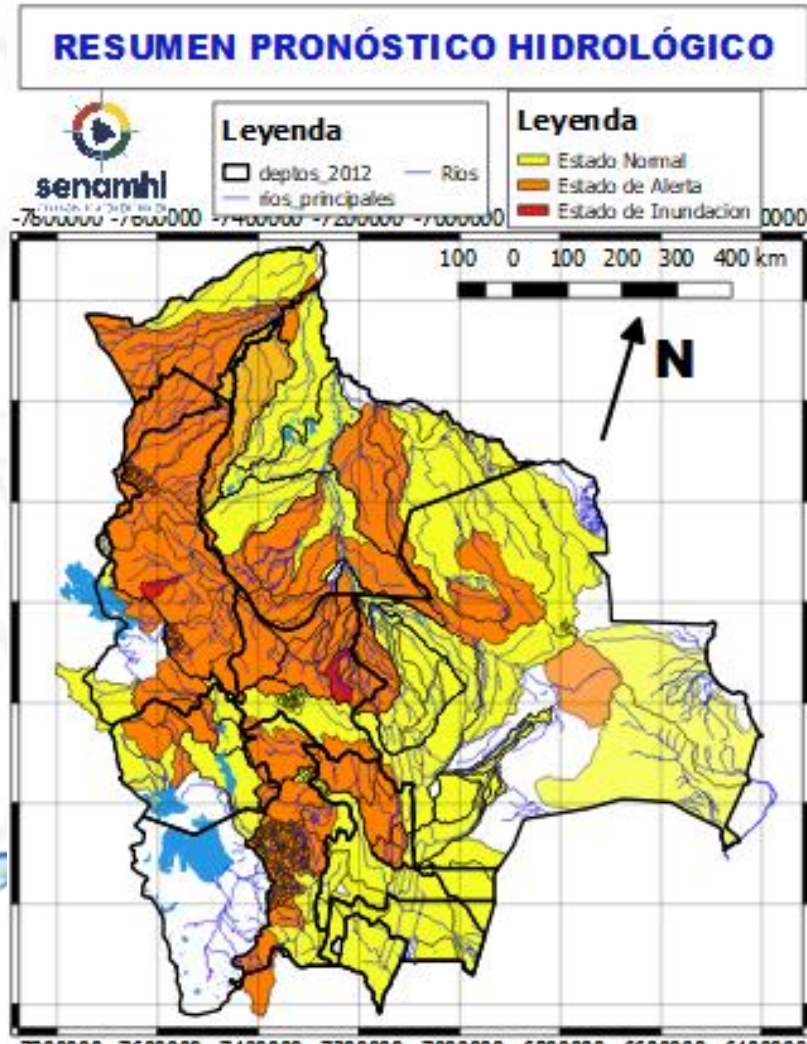 RESUMEN PRONÓSTICO HIDROLÓGICO
senamhi
Leyenda
deptos_2012
Rios
rios_principales
Leyenda
Estado Normal
Estado de Alerta
Estado de Inundacion
-7800000 -7600000 -7400000 -7200000 -7000000
100 0 100 200 300 400 km
N